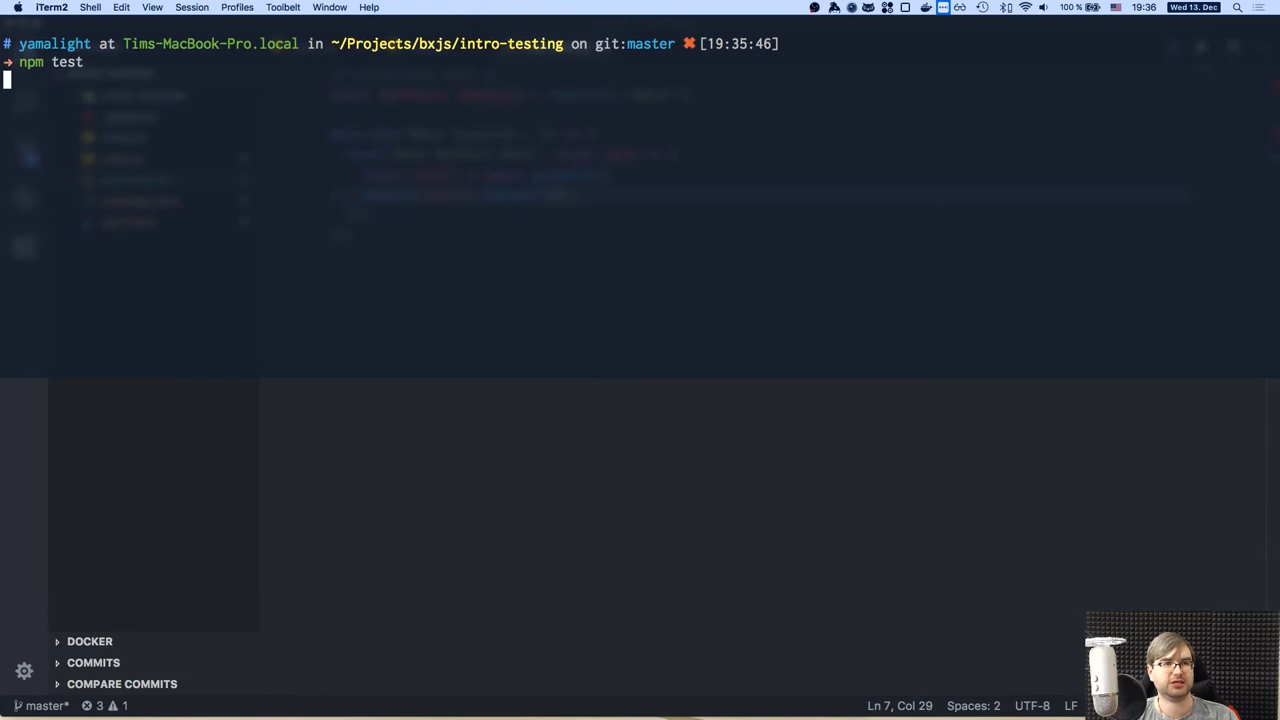 iTerm2 Shell Edit View Session Profiles Toolbelt Window Help 100 % 19:36 Wed 13. Dec
# yamalight at Tims-MacBook-Pro.local in ~/Projects/bxjs/intro-testing on git:master ✖ [19:35:46]
→ npm test
DOCKER
COMMITS
COMPARE COMMITS
master* 3 1 Ln 7, Col 29 Spaces: 2 UTF-8 LF